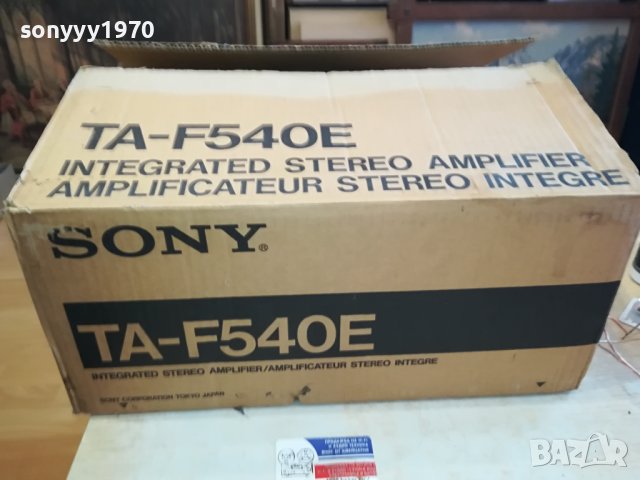 sonyyy1970
TA-F540E
INTEGRATED STEREO AMPLIFIER
AMPLIFICATEUR STEREO INTEGRE
SONY®
TA-F540E
INTEGRATED STEREO AMPLIFIER/AMPLIFICATEUR STEREO INTEGRE
SONY CORPORATION TOKYO JAPAN
BAZAR